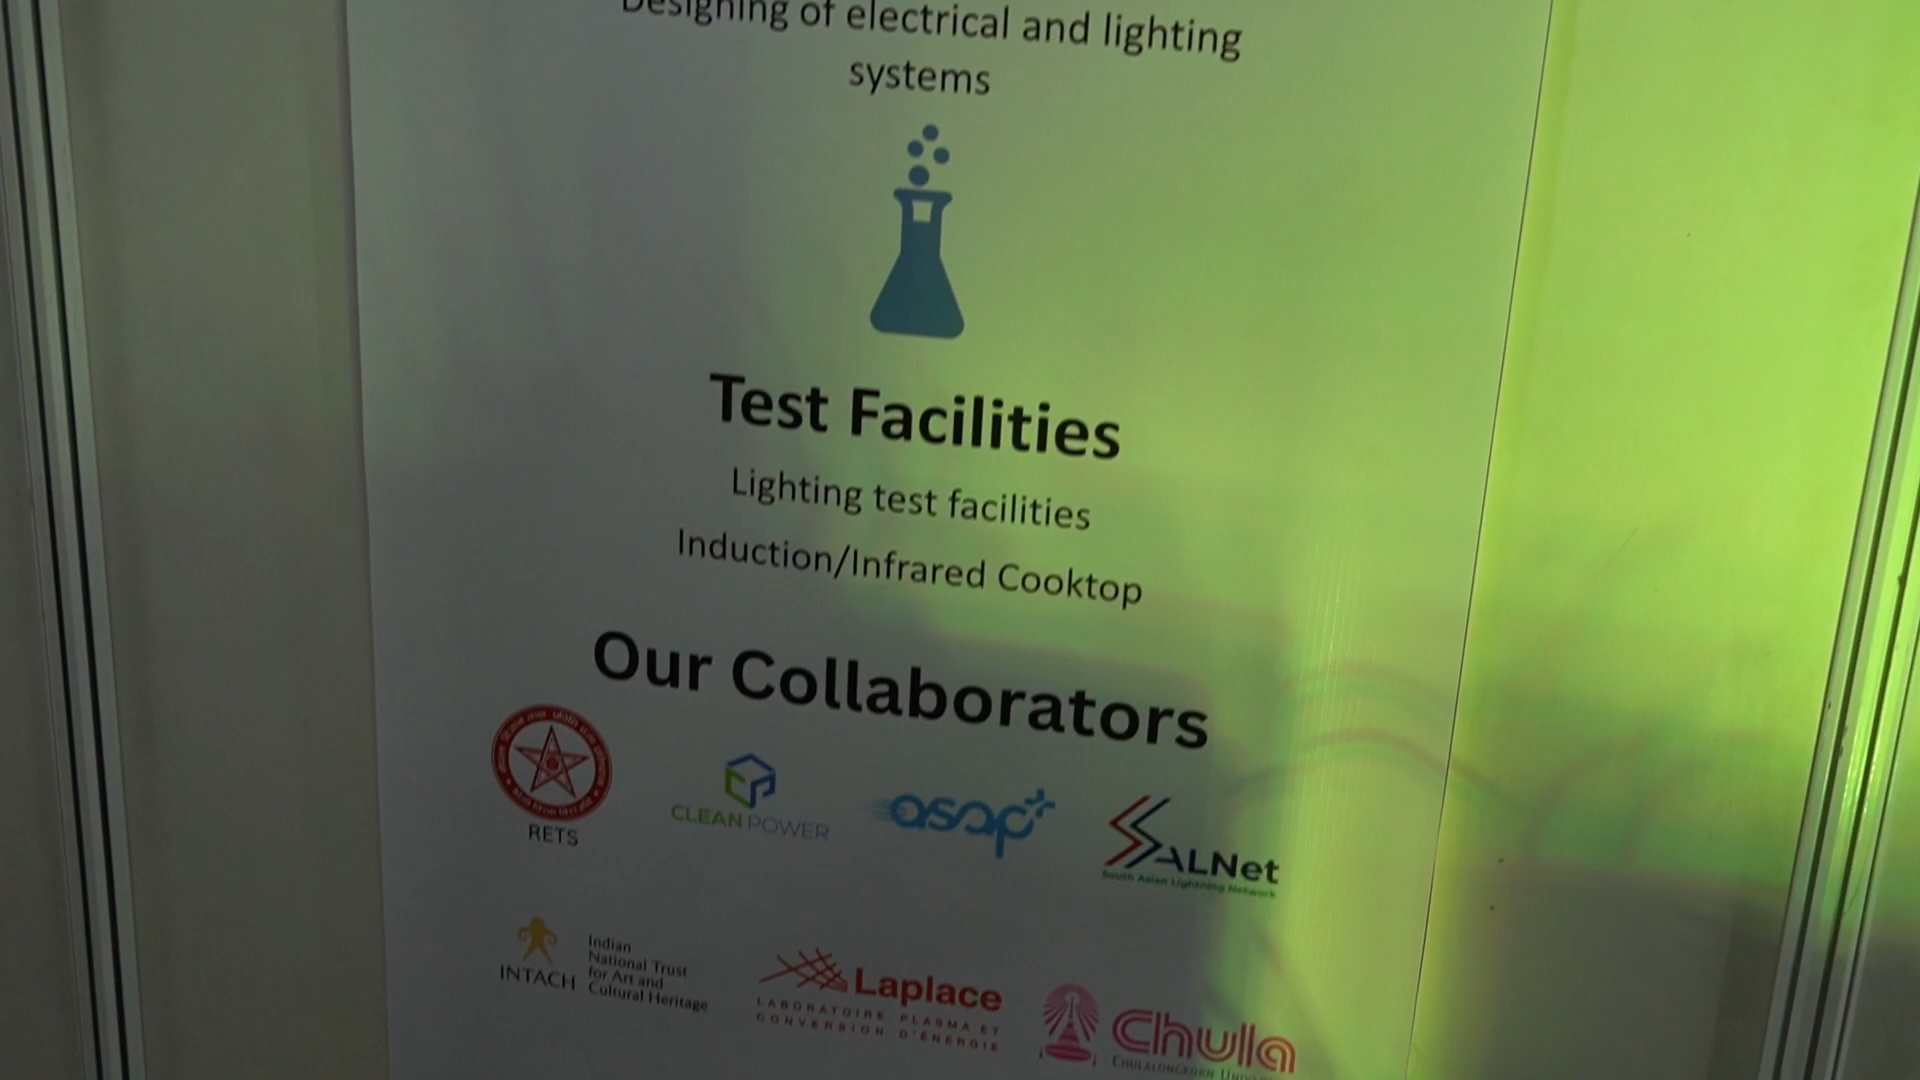 Designing of electrical and lighting
systems
Test Facilities
Lighting test facilities
Induction/Infrared Cooktop
Our Collaborators
RETS
CLEAN POWER
asap
SALNet
South Asian Lightning Network
INTACH
Indian
National Trust
for Art and
Cultural Heritage
Laplace
LABORATOIRE PLASMA ET
CONVERSION D'ÉNERGIE
Chula
CHULALONGKORN